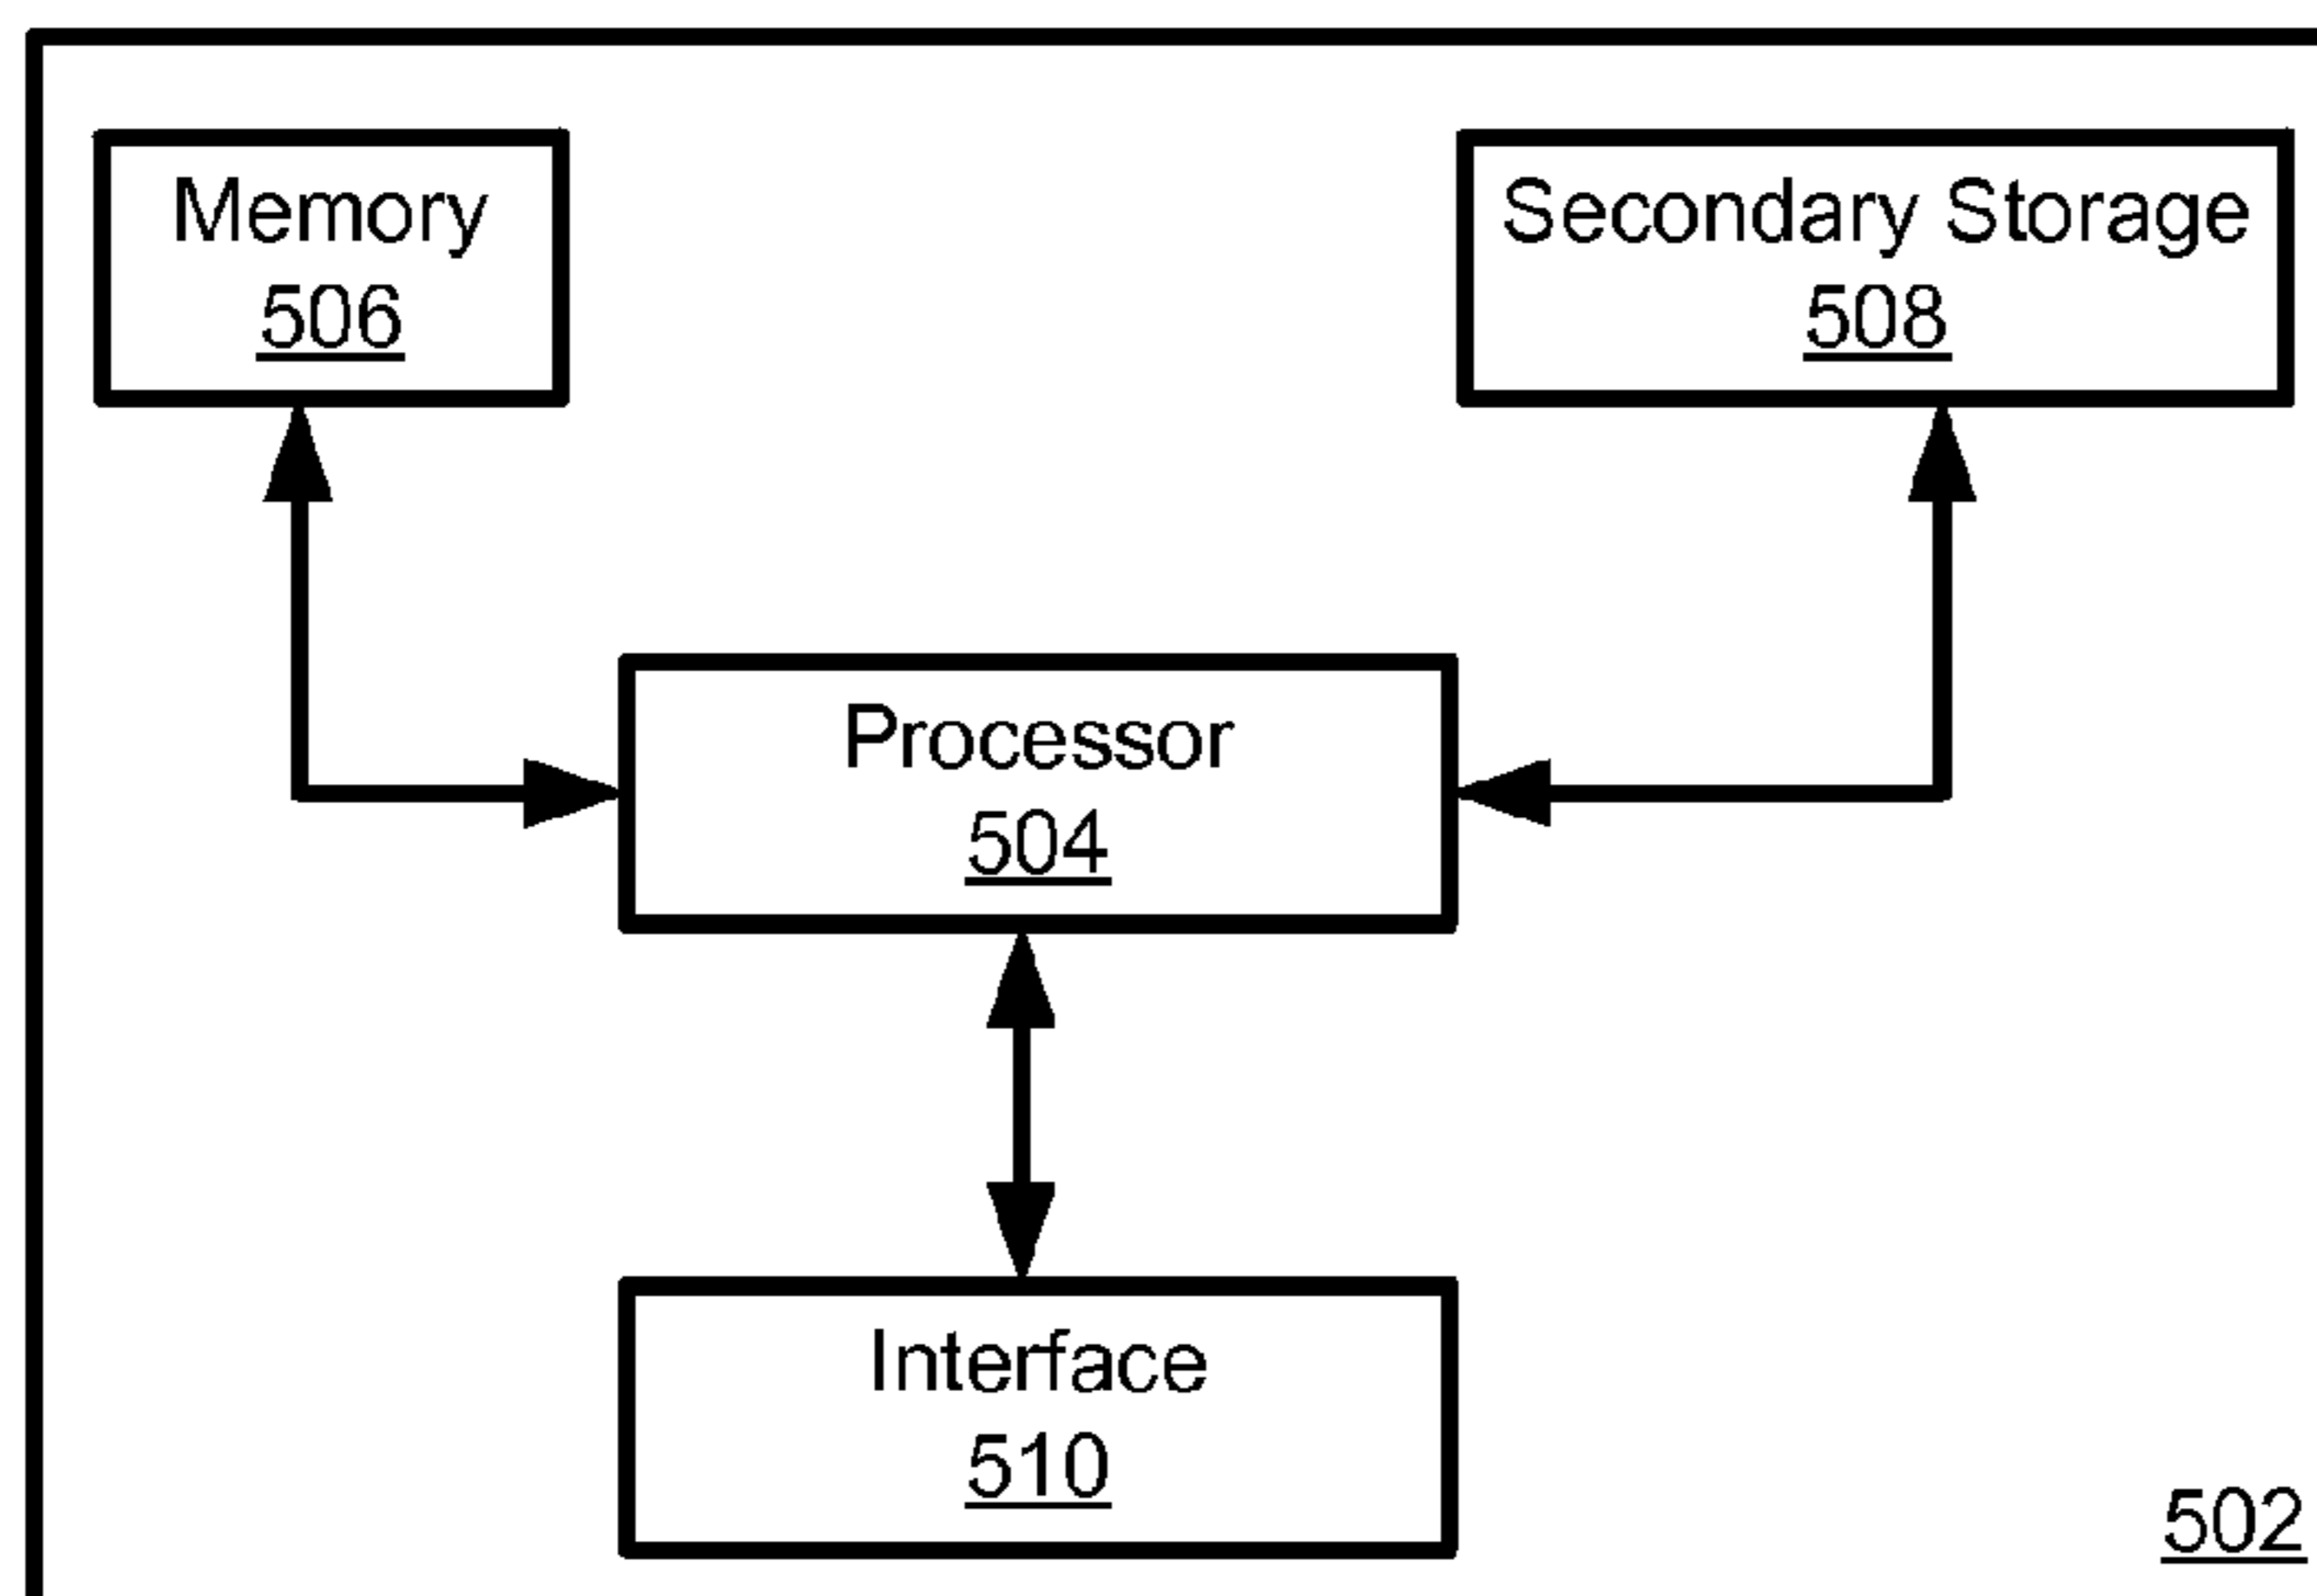 Memory
506
Secondary Storage
508
Processor
504
Interface
510
502